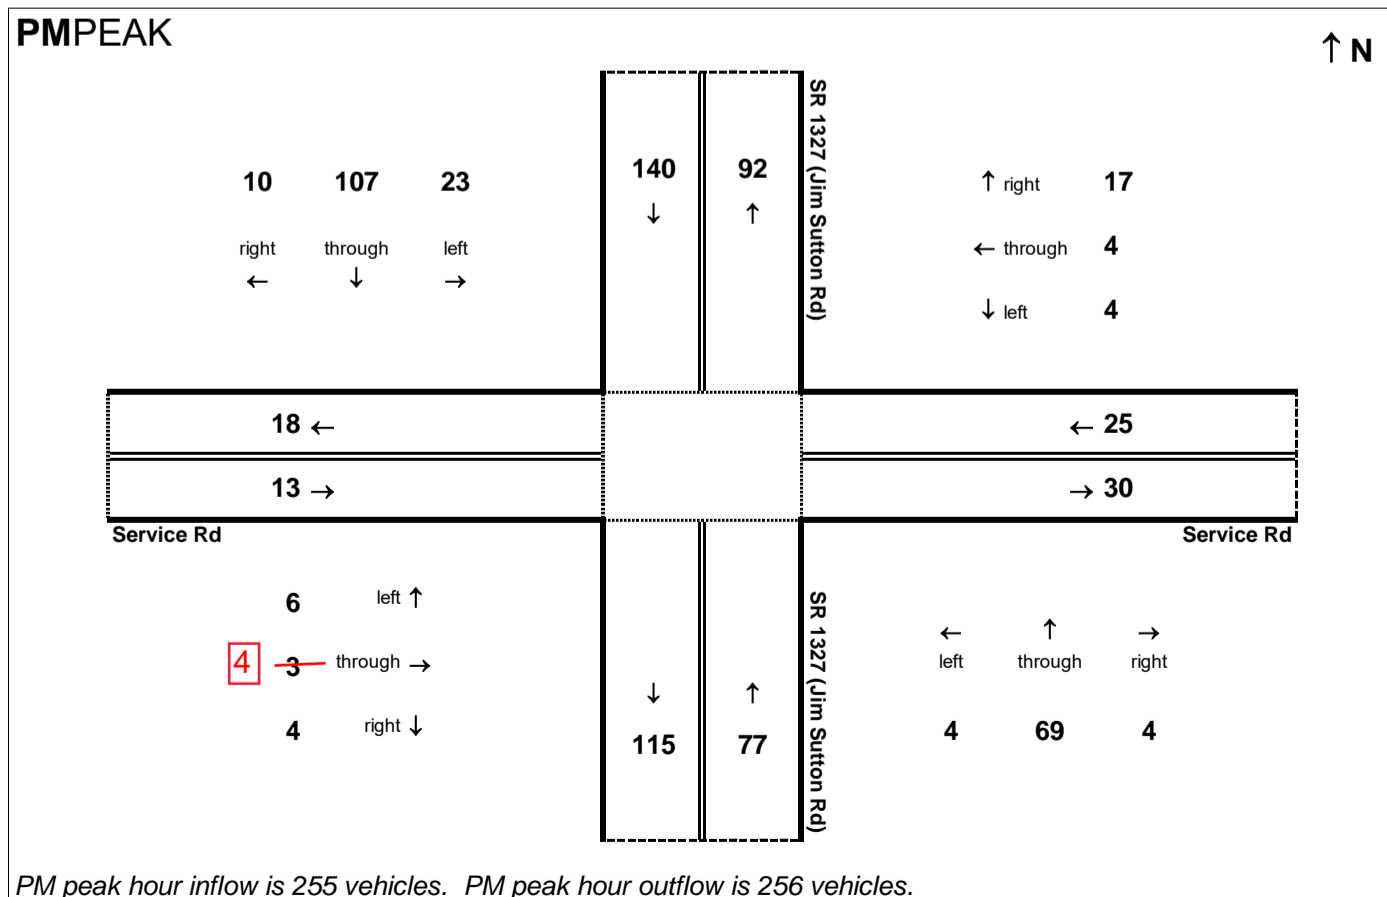 PMPEAK
↑ N
SR 1327 (Jim Sutton Rd)
140 92
↓ ↑
10 107 23
right through left
← ↓ →
↑ right 17
← through 4
↓ left 4
18 ← ← 25
13 → → 30
Service Rd Service Rd
6 left ↑
4 3 through →
4 right ↓
SR 1327 (Jim Sutton Rd)
↓ ↑
115 77
← ↑ →
left through right
4 69 4
PM peak hour inflow is 255 vehicles. PM peak hour outflow is 256 vehicles.